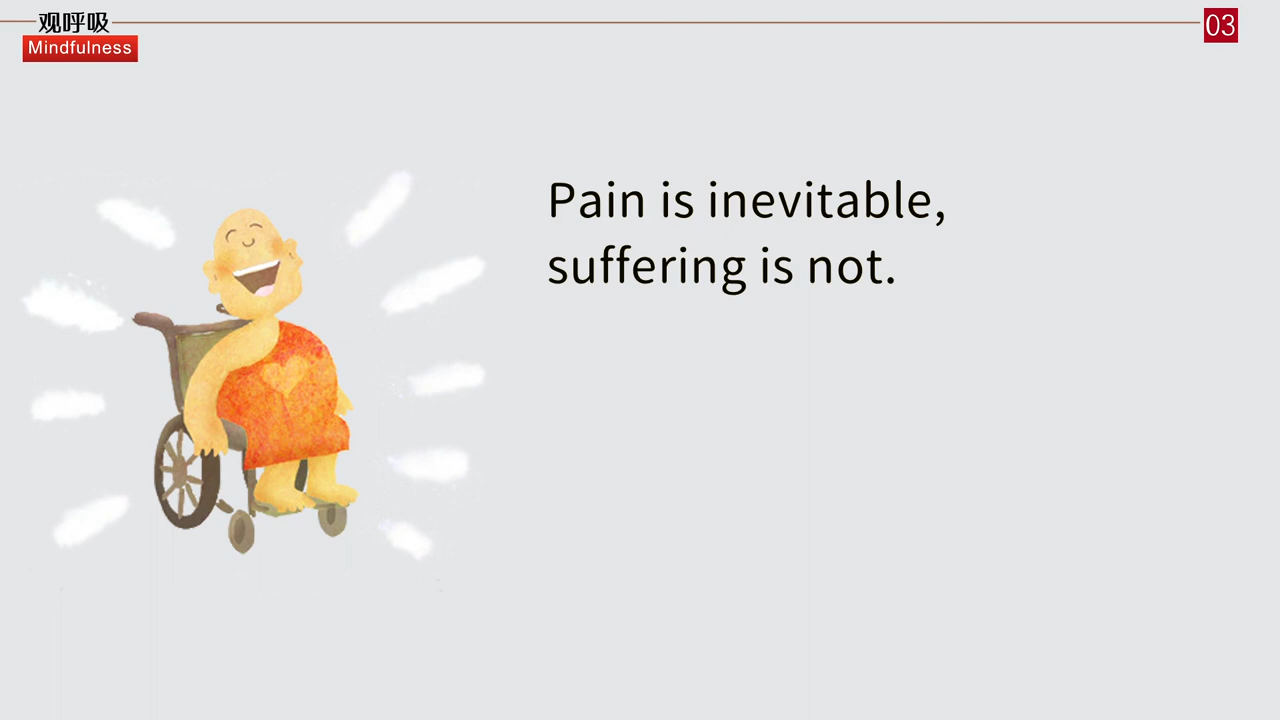 观呼吸
Mindfulness
03
Pain is inevitable,
suffering is not.